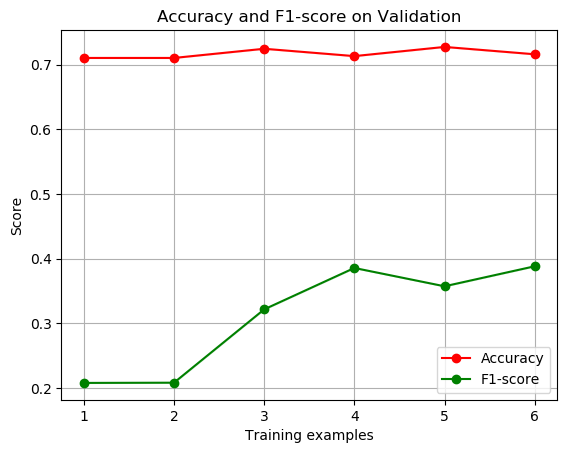 Accuracy and F1-score on Validation
Score
0.7
0.6
0.5
0.4
0.3
0.2
Accuracy
F1-score
1 2 3 4 5 6
Training examples